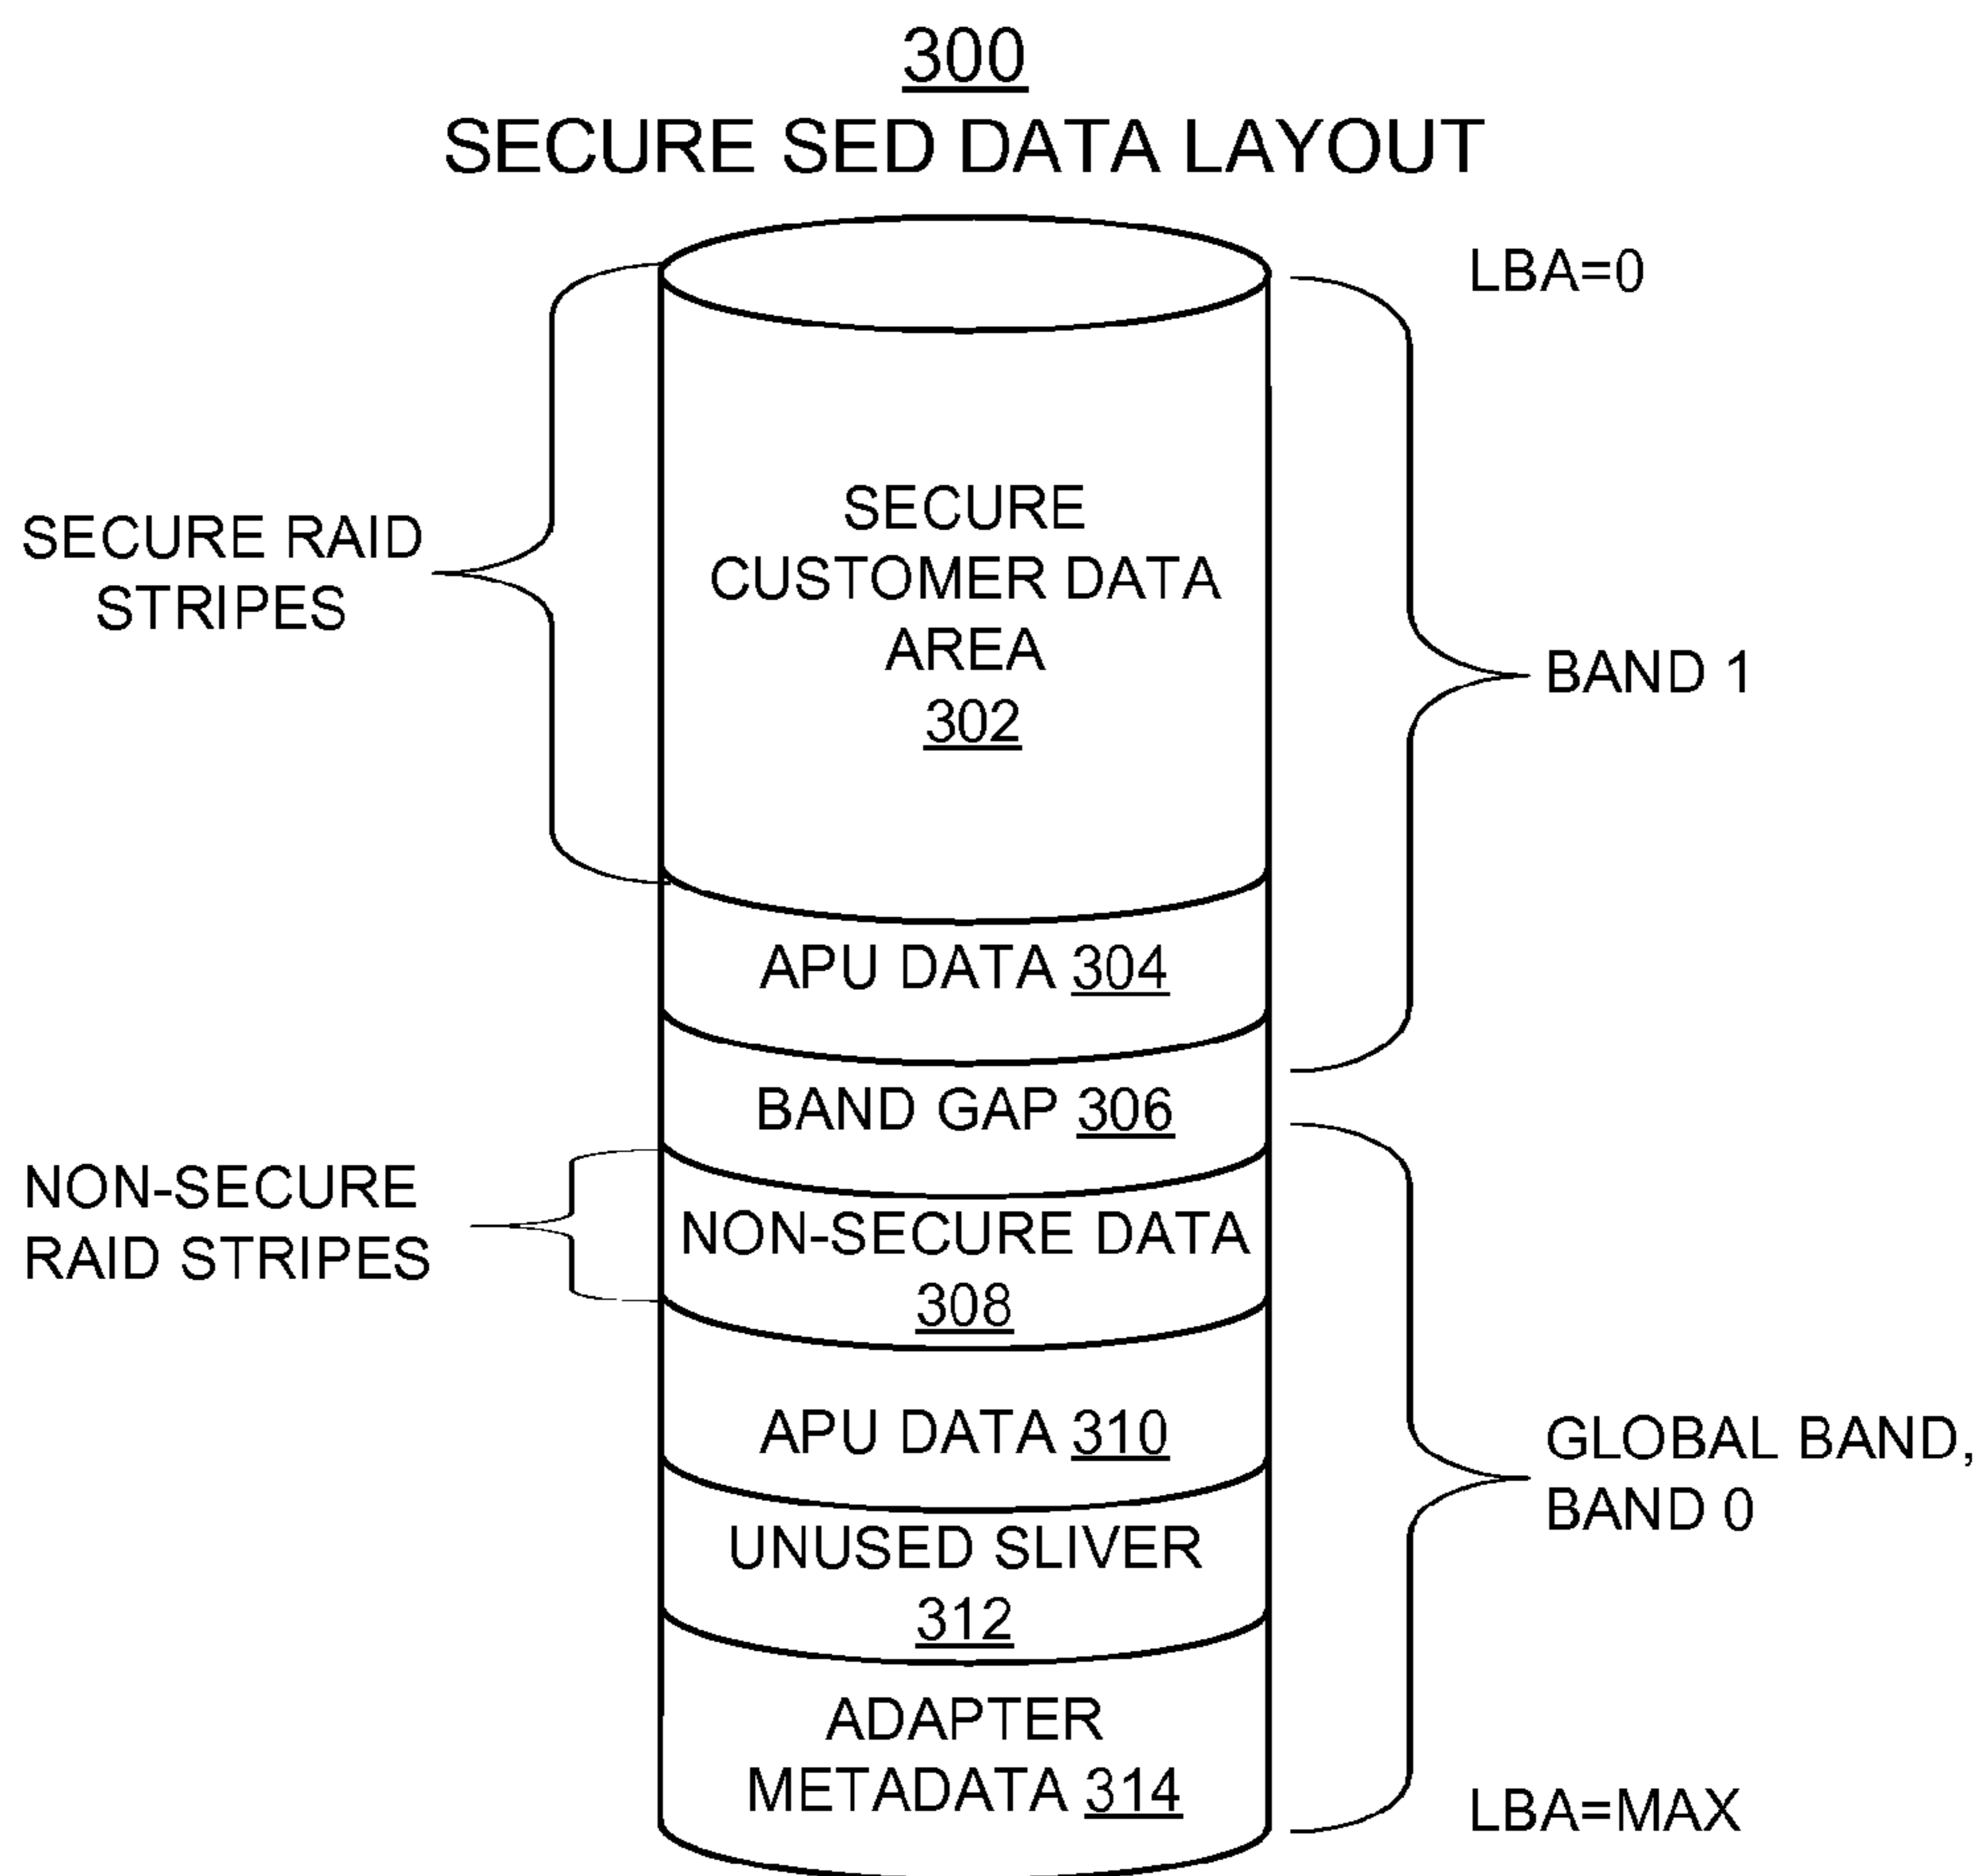 300
SECURE SED DATA LAYOUT
LBA=0
SECURE RAID
STRIPES
SECURE
CUSTOMER DATA
AREA
302
BAND 1
APU DATA 304
BAND GAP 306
NON-SECURE
RAID STRIPES
NON-SECURE DATA
308
APU DATA 310
GLOBAL BAND,
BAND 0
UNUSED SLIVER
312
ADAPTER
METADATA 314
LBA=MAX